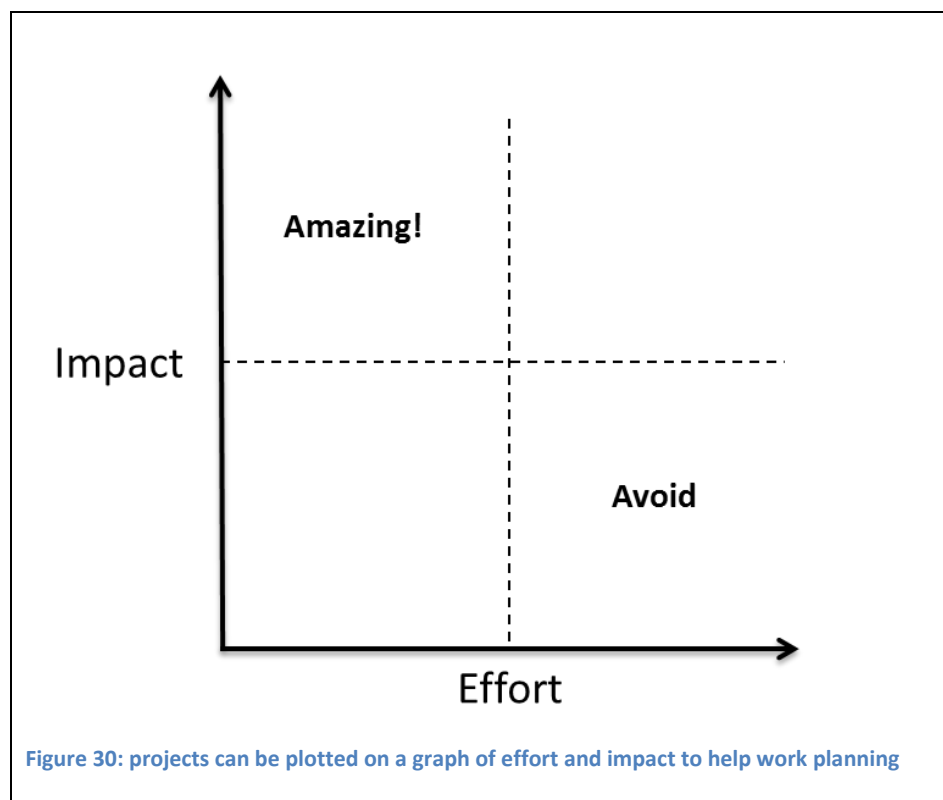 Amazing!
Impact
Avoid
Effort
Figure 30: projects can be plotted on a graph of effort and impact to help work planning